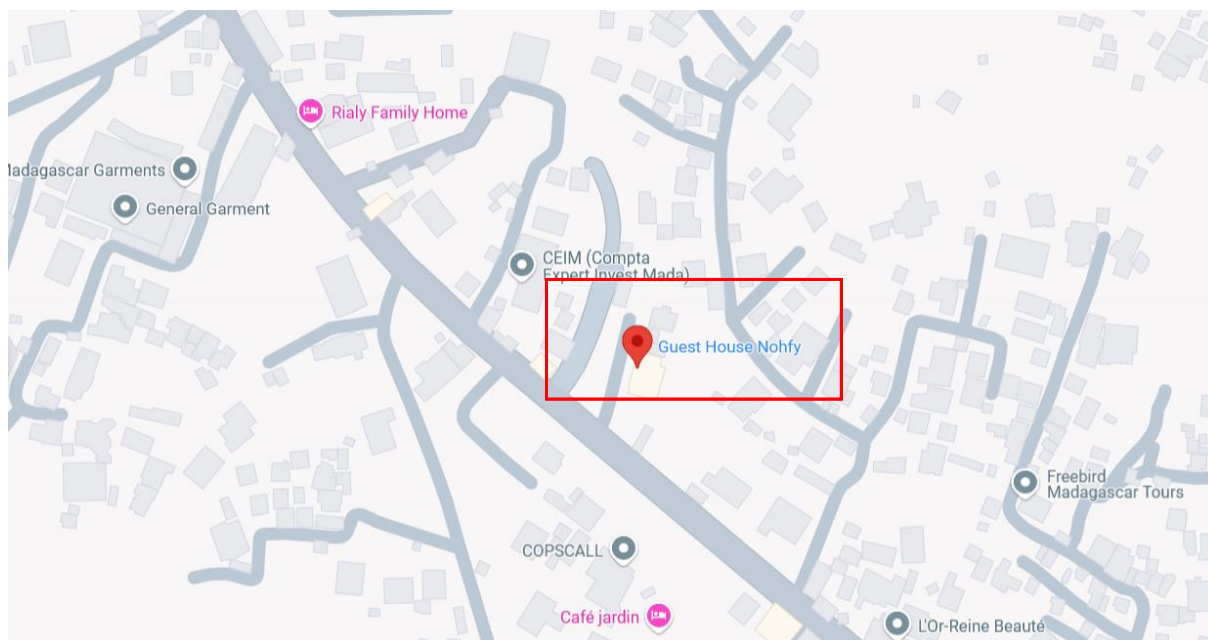 Rialy Family Home
Madagascar Garments
General Garment
CEIM (Compta
Expert Invest Mada)
Guest House Nohfy
Freebird
Madagascar Tours
COPSCALL
Café jardin
L'Or-Reine Beauté